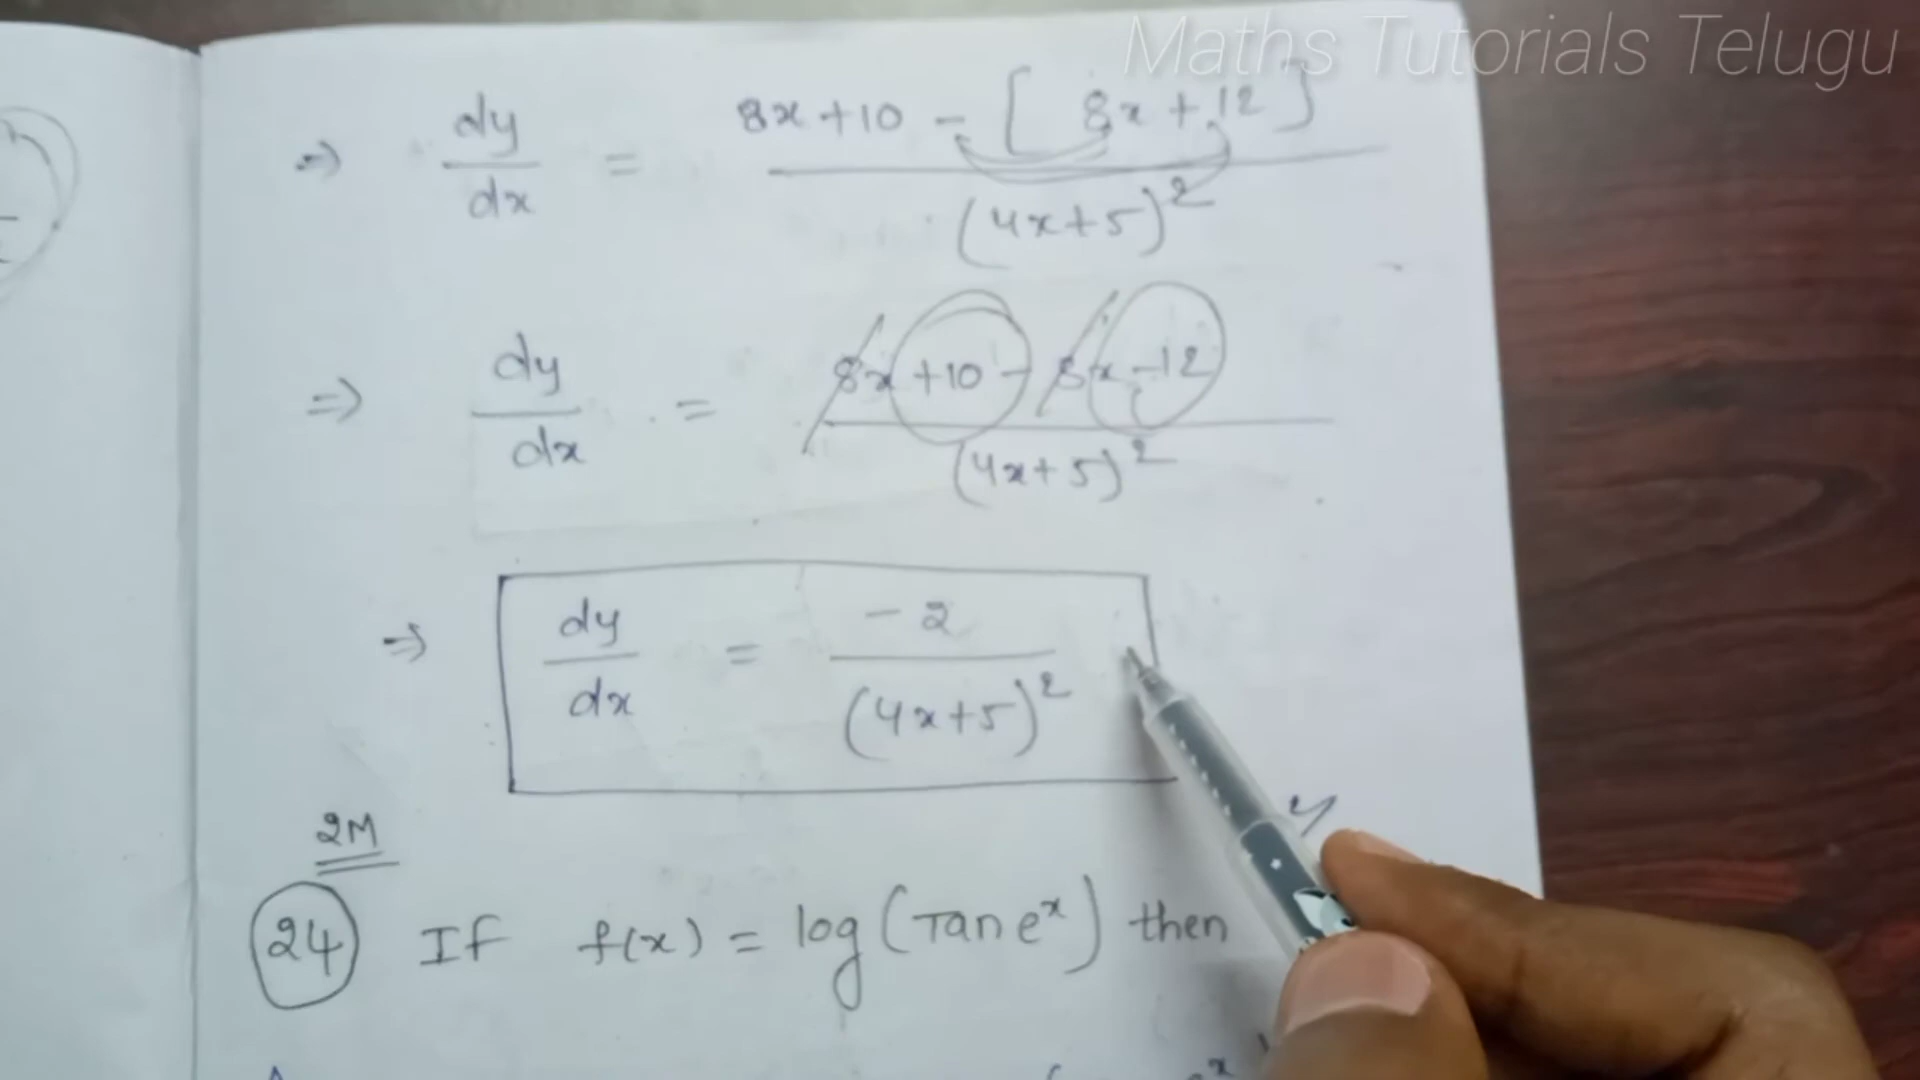 Maths Tutorials Telugu
⇒ dy/dx = 8x+10 - [8x+12] / (4x+5)²
⇒ dy/dx = 8x+10-8x-12 / (4x+5)²
⇒ dy/dx = -2 / (4x+5)²
2M
24 If f(x) = log(Tan eˣ) then